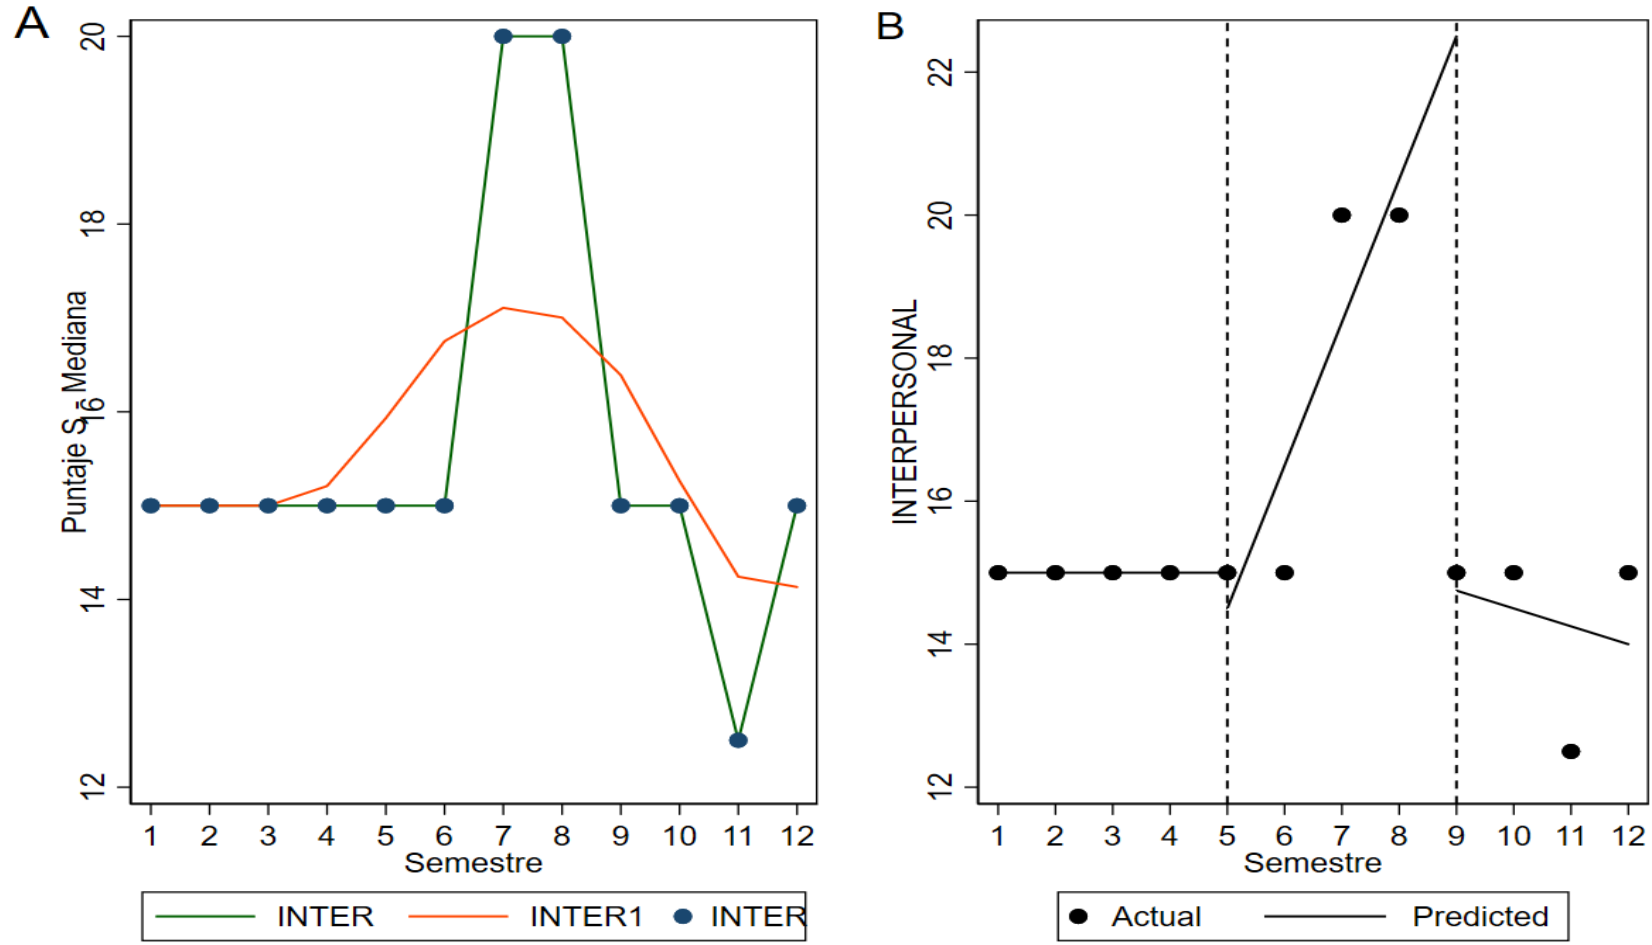 A
Puntaje S - Mediana
20
18
16
14
12
1 2 3 4 5 6 7 8 9 10 11 12
Semestre
INTER INTER1 INTER
B
INTERPERSONAL
22
20
18
16
14
12
1 2 3 4 5 6 7 8 9 10 11 12
Semestre
Actual Predicted